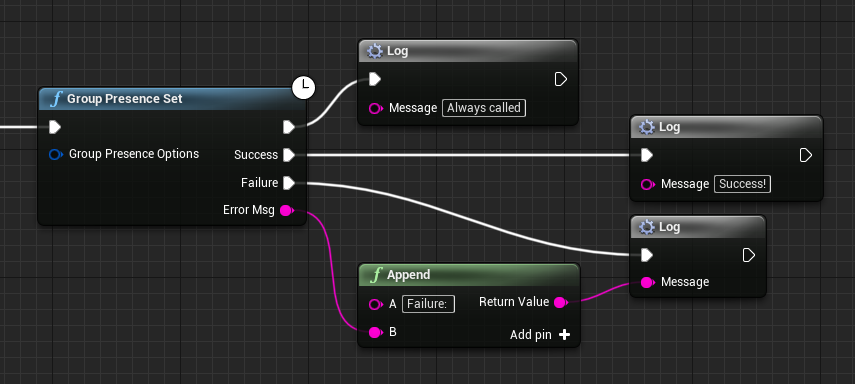 Log
Message Always called
Group Presence Set
Group Presence Options
Success
Failure
Error Msg
Log
Message Success!
Log
Message
Append
A Failure:
Return Value
B
Add pin